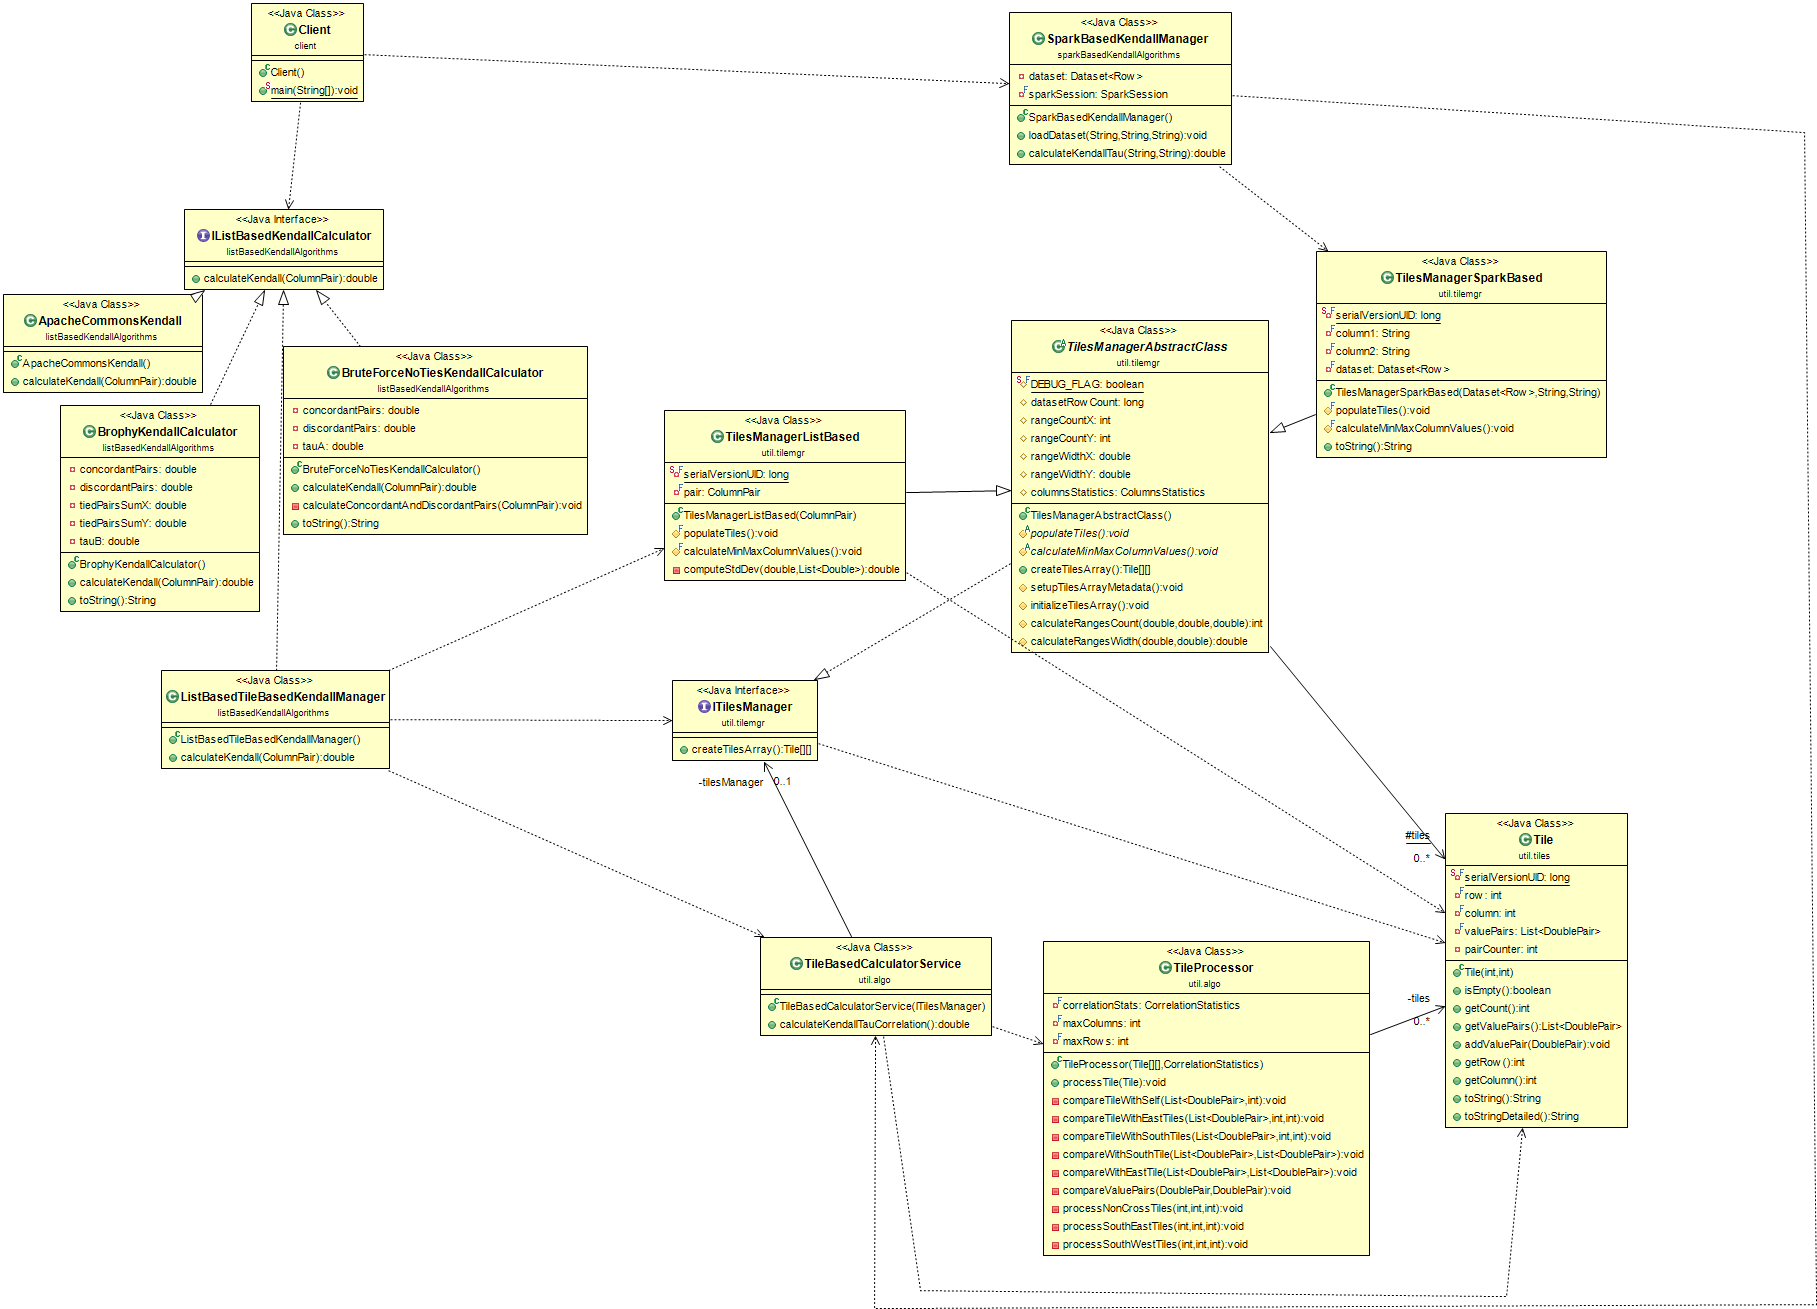 <<Java Class>>
Client
client
Client()
main(String[]):void
<<Java Class>>
SparkBasedKendallManager
sparkBasedKendallAlgorithms
dataset: Dataset<Row>
sparkSession: SparkSession
SparkBasedKendallManager()
loadDataset(String,String,String):void
calculateKendallTau(String,String):double
<<Java Interface>>
IListBasedKendallCalculator
listBasedKendallAlgorithms
calculateKendall(ColumnPair):double
<<Java Class>>
TilesManagerSparkBased
util.tilemgr
serialVersionUID: long
column1: String
column2: String
dataset: Dataset<Row>
TilesManagerSparkBased(Dataset<Row>,String,String)
populateTiles():void
calculateMinMaxColumnValues():void
toString():String
<<Java Class>>
ApacheCommonsKendall
listBasedKendallAlgorithms
ApacheCommonsKendall()
calculateKendall(ColumnPair):double
<<Java Class>>
BruteForceNoTiesKendallCalculator
listBasedKendallAlgorithms
concordantPairs: double
discordantPairs: double
tauA: double
BruteForceNoTiesKendallCalculator()
calculateKendall(ColumnPair):double
calculateConcordantAndDiscordantPairs(ColumnPair):void
toString():String
<<Java Class>>
TilesManagerAbstractClass
util.tilemgr
DEBUG_FLAG: boolean
datasetRowCount: long
rangeCountX: int
rangeCountY: int
rangeWidthX: double
rangeWidthY: double
columnsStatistics: ColumnsStatistics
TilesManagerAbstractClass()
populateTiles():void
calculateMinMaxColumnValues():void
createTilesArray():Tile[][]
setupTilesArrayMetadata():void
initializeTilesArray():void
calculateRangesCount(double,double,double):int
calculateRangesWidth(double,double):double
<<Java Class>>
BrophyKendallCalculator
listBasedKendallAlgorithms
concordantPairs: double
discordantPairs: double
tiedPairsSumX: double
tiedPairsSumY: double
tauB: double
BrophyKendallCalculator()
calculateKendall(ColumnPair):double
toString():String
<<Java Class>>
TilesManagerListBased
util.tilemgr
serialVersionUID: long
pair: ColumnPair
TilesManagerListBased(ColumnPair)
populateTiles():void
calculateMinMaxColumnValues():void
computeStdDev(double,List<Double>):double
<<Java Class>>
ListBasedTileBasedKendallManager
listBasedKendallAlgorithms
ListBasedTileBasedKendallManager()
calculateKendall(ColumnPair):double
<<Java Interface>>
ITilesManager
util.tilemgr
createTilesArray():Tile[][]
-tilesManager 0..1
#tiles
0..*
<<Java Class>>
Tile
util.tiles
serialVersionUID: long
row: int
column: int
valuePairs: List<DoublePair>
pairCounter: int
Tile(int,int)
isEmpty():boolean
getCount():int
getValuePairs():List<DoublePair>
addValuePair(DoublePair):void
getRow():int
getColumn():int
toString():String
toStringDetailed():String
<<Java Class>>
TileBasedCalculatorService
util.algo
TileBasedCalculatorService(ITilesManager)
calculateKendallTauCorrelation():double
<<Java Class>>
TileProcessor
util.algo
correlationStats: CorrelationStatistics
maxColumns: int
maxRows: int
TileProcessor(Tile[][],CorrelationStatistics)
processTile(Tile):void
compareTileWithSelf(List<DoublePair>,int):void
compareTileWithEastTiles(List<DoublePair>,int,int):void
compareTileWithSouthTiles(List<DoublePair>,int,int):void
compareWithSouthTile(List<DoublePair>,List<DoublePair>):void
compareWithEastTile(List<DoublePair>,List<DoublePair>):void
compareValuePairs(DoublePair,DoublePair):void
processNonCrossTiles(int,int,int):void
processSouthEastTiles(int,int,int):void
processSouthWestTiles(int,int,int):void
-tiles
0..*